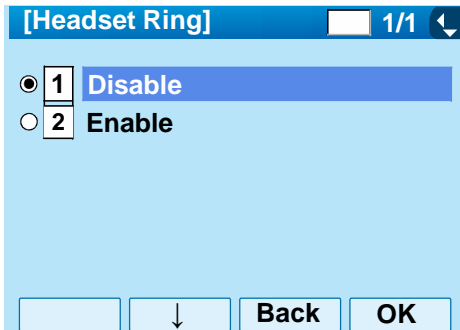 [Headset Ring] 1/1
1 Disable
2 Enable
↓ Back OK